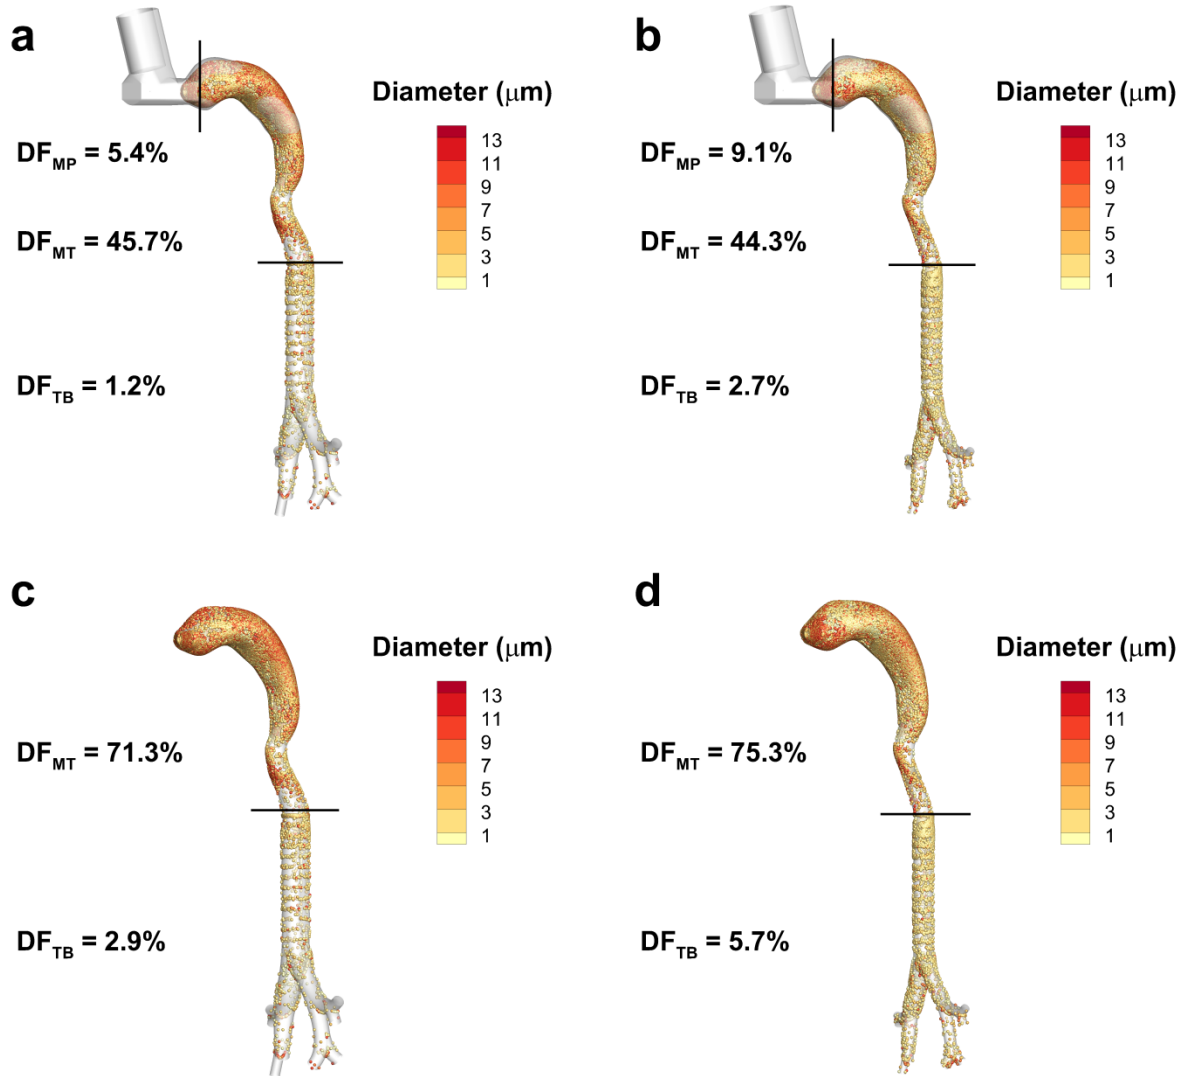 a
Diameter (μm)
13
11
9
7
5
3
1
DF_MP = 5.4%
DF_MT = 45.7%
DF_TB = 1.2%
b
Diameter (μm)
13
11
9
7
5
3
1
DF_MP = 9.1%
DF_MT = 44.3%
DF_TB = 2.7%
c
Diameter (μm)
13
11
9
7
5
3
1
DF_MT = 71.3%
DF_TB = 2.9%
d
Diameter (μm)
13
11
9
7
5
3
1
DF_MT = 75.3%
DF_TB = 5.7%